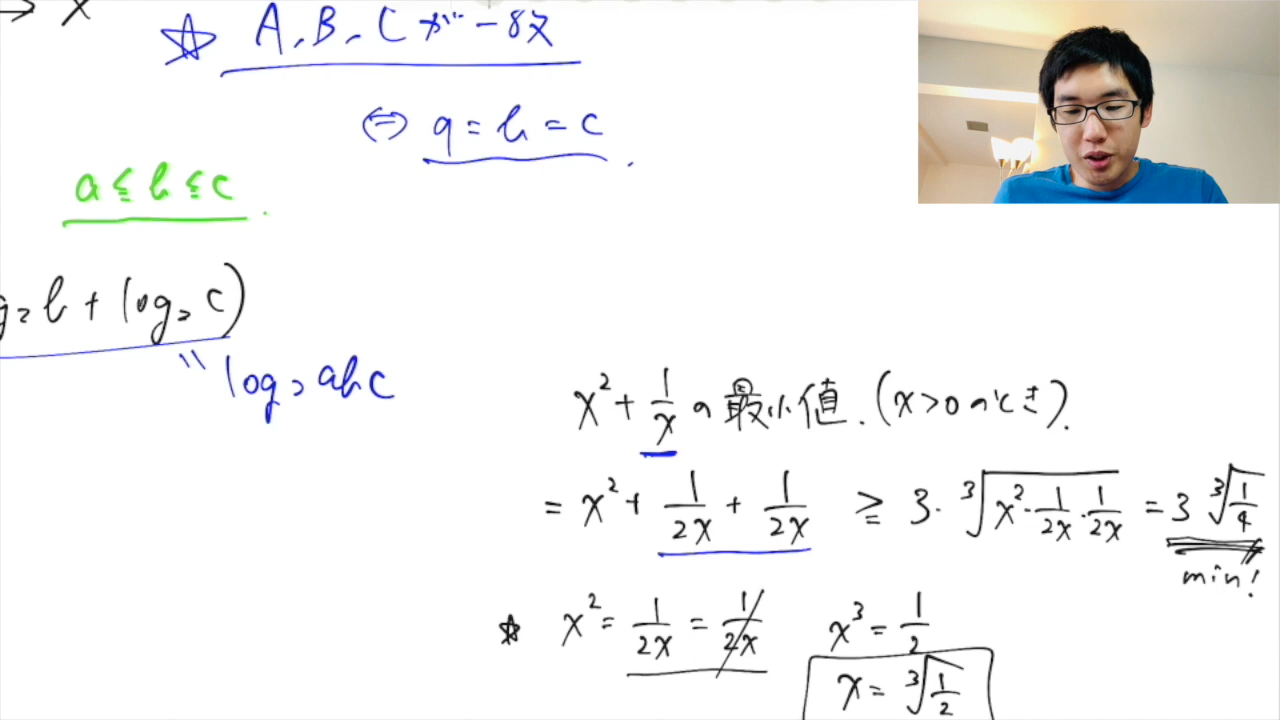 → x
☆ A, B, C が一致
⇔ a = b = c.
a ≦ b ≦ c.
g₂ b + log₂ c)
〃 log₂ abc
x² + 1/x の最小値. (x>0 のとき).
= x² + 1/2x + 1/2x ≧ 3・∛(x²・1/2x・1/2x) = 3 ∛(1/4)
min!
☆ x² = 1/2x = 1/2x x³ = 1/2
x = ∛(1/2)